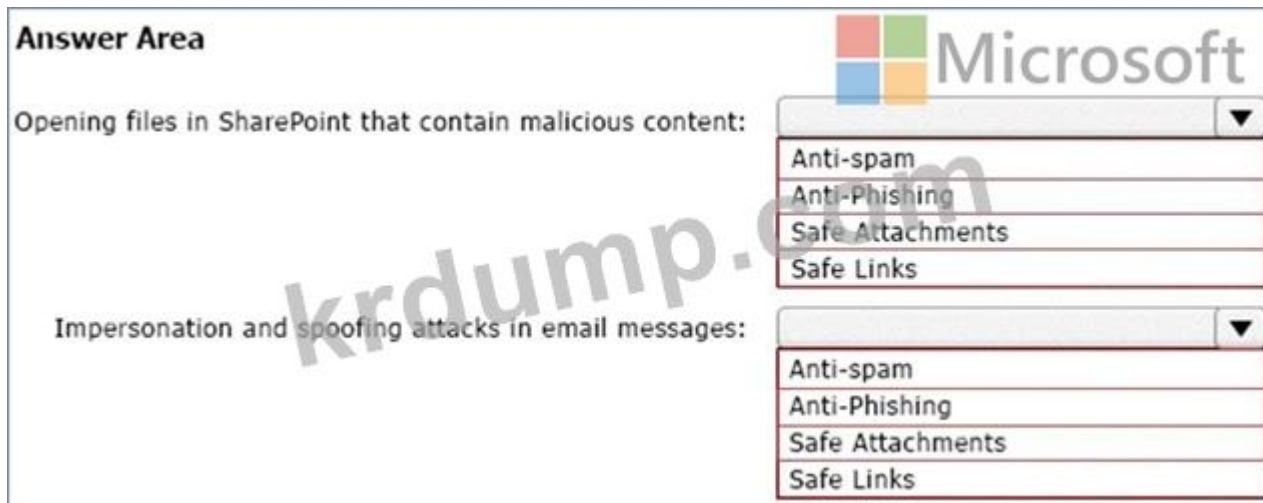 Answer Area
Microsoft
Opening files in SharePoint that contain malicious content:
Anti-spam
Anti-Phishing
Safe Attachments
Safe Links
Impersonation and spoofing attacks in email messages:
Anti-spam
Anti-Phishing
Safe Attachments
Safe Links
krdump.com